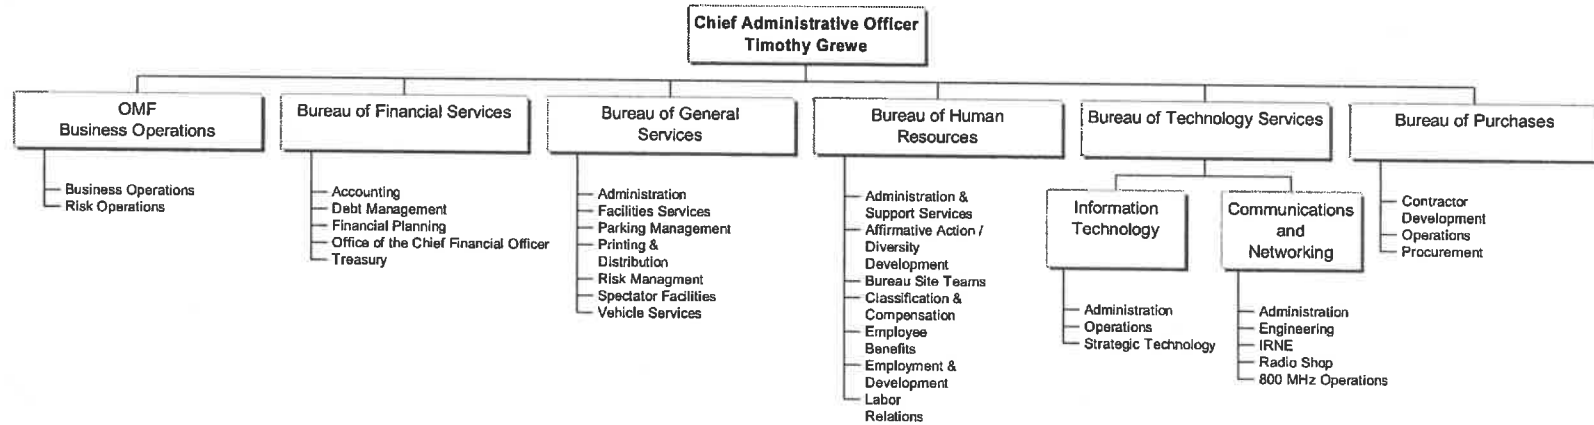 Chief Administrative Officer
Timothy Grewe
OMF
Business Operations
Business Operations
Risk Operations
Bureau of Financial Services
Accounting
Debt Management
Financial Planning
Office of the Chief Financial Officer
Treasury
Bureau of General
Services
Administration
Facilities Services
Parking Management
Printing &
Distribution
Risk Managment
Spectator Facilities
Vehicle Services
Bureau of Human
Resources
Administration &
Support Services
Affirmative Action /
Diversity
Development
Bureau Site Teams
Classification &
Compensation
Employee
Benefits
Employment &
Development
Labor
Relations
Bureau of Technology Services
Information
Technology
Administration
Operations
Strategic Technology
Communications
and
Networking
Administration
Engineering
IRNE
Radio Shop
800 MHz Operations
Bureau of Purchases
Contractor
Development
Operations
Procurement